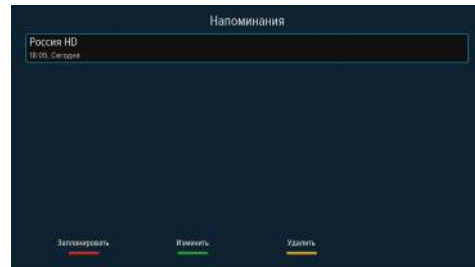 Напоминания
Россия HD
18:05, Сегодня
Запланировать
Изменить
Удалить